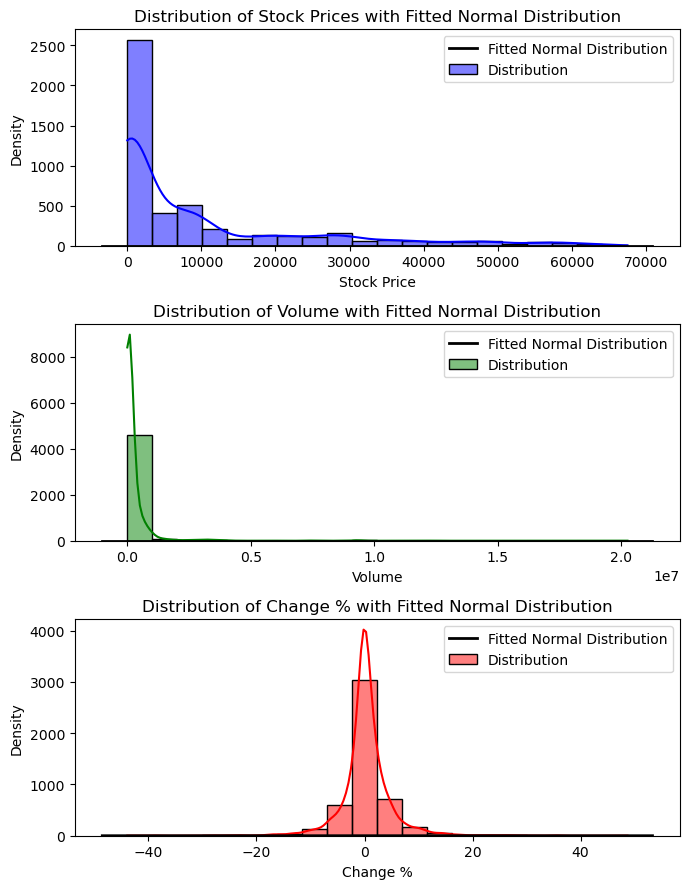 Distribution of Stock Prices with Fitted Normal Distribution
2500
2000
1500
1000
500
0
Density
Fitted Normal Distribution
Distribution
0 10000 20000 30000 40000 50000 60000 70000
Stock Price
Distribution of Volume with Fitted Normal Distribution
8000
6000
4000
2000
0
Density
Fitted Normal Distribution
Distribution
0.0 0.5 1.0 1.5 2.0
1e7
Volume
Distribution of Change % with Fitted Normal Distribution
4000
3000
2000
1000
0
Density
Fitted Normal Distribution
Distribution
−40 −20 0 20 40
Change %